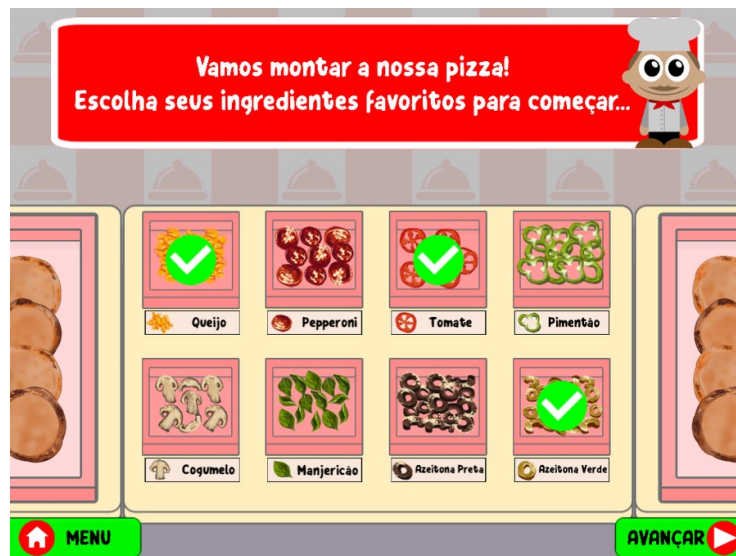 Vamos montar a nossa pizza!
Escolha seus ingredientes favoritos para começar...
Queijo
Pepperoni
Tomate
Pimentão
Cogumelo
Manjericão
Azeitona Preta
Azeitona Verde
MENU
AVANÇAR